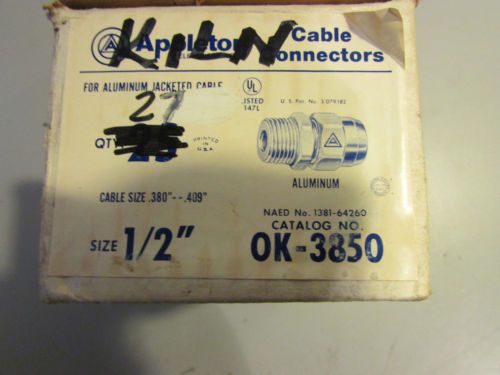 Appleton Cable
KILN Connectors
FOR ALUMINUM JACKETED CABLE
UL
LISTED
147L
U.S. Pat. No. 3,079,182
27
QTY
PRINTED
IN
U.S.A.
ALUMINUM
CABLE SIZE .380"--.409"
NAED No. 1381-64260
CATALOG NO.
SIZE 1/2" OK-3850